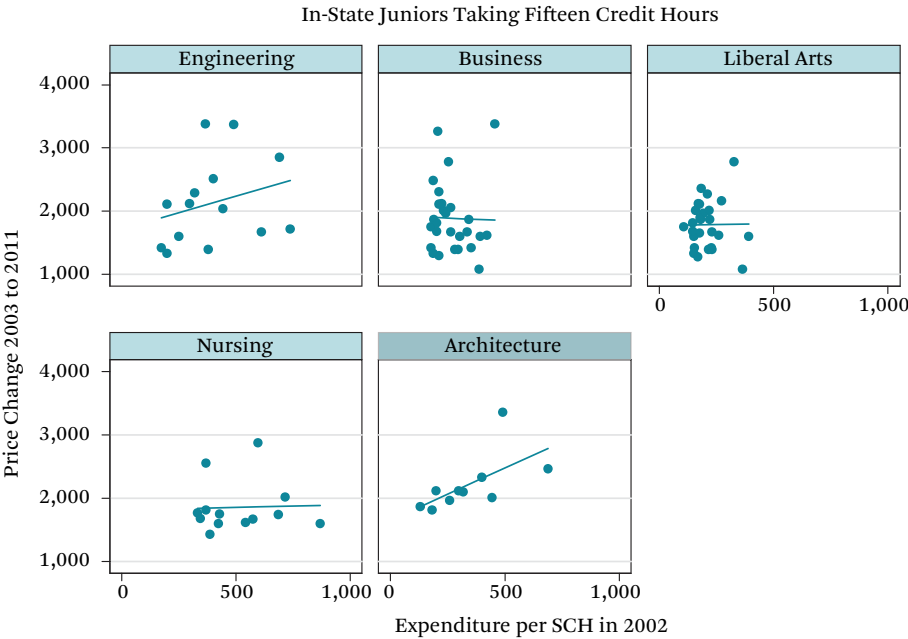 In-State Juniors Taking Fifteen Credit Hours
Engineering
Business
Liberal Arts
4,000
3,000
2,000
1,000
0 500 1,000
Price Change 2003 to 2011
Nursing
Architecture
4,000
3,000
2,000
1,000
0 500 1,000
0 500 1,000
Expenditure per SCH in 2002